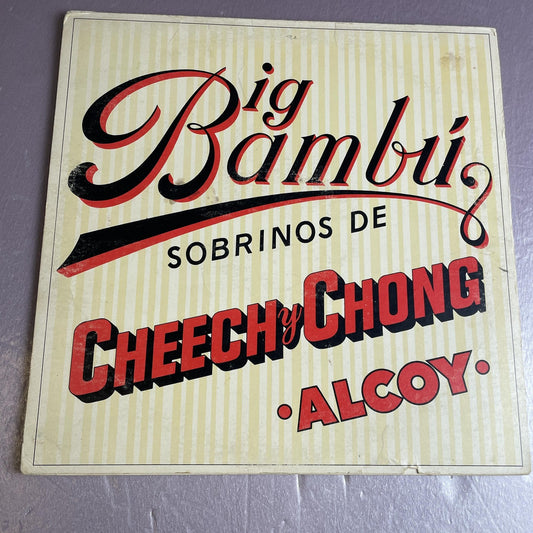 Big
Bambú
SOBRINOS DE
CHEECH y CHONG
•ALCOY•